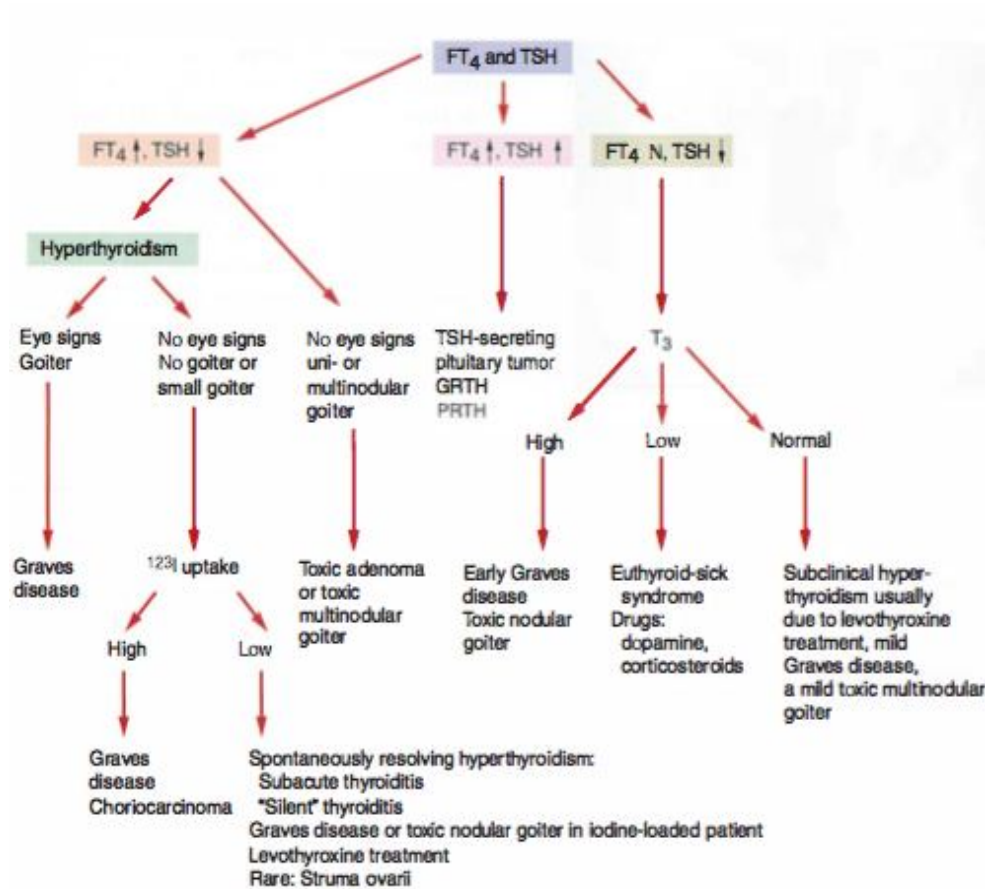 FT4 and TSH
FT4 ↑, TSH ↓
FT4 ↑, TSH ↑
FT4 N, TSH ↓
Hyperthyroidism
Eye signs
Goiter
No eye signs
No goiter or
small goiter
No eye signs
uni- or
multinodular
goiter
TSH-secreting
pituitary tumor
GRTH
PRTH
T3
High
Low
Normal
Graves
disease
123I uptake
Toxic adenoma
or toxic
multinodular
goiter
Early Graves
disease
Toxic nodular
goiter
Euthyroid-sick
syndrome
Drugs:
dopamine,
corticosteroids
Subclinical hyper-
thyroidism usually
due to levothyroxine
treatment, mild
Graves disease,
a mild toxic multinodular
goiter
High
Low
Graves
disease
Choriocarcinoma
Spontaneously resolving hyperthyroidism:
Subacute thyroiditis
"Silent" thyroiditis
Graves disease or toxic nodular goiter in iodine-loaded patient
Levothyroxine treatment
Rare: Struma ovarii